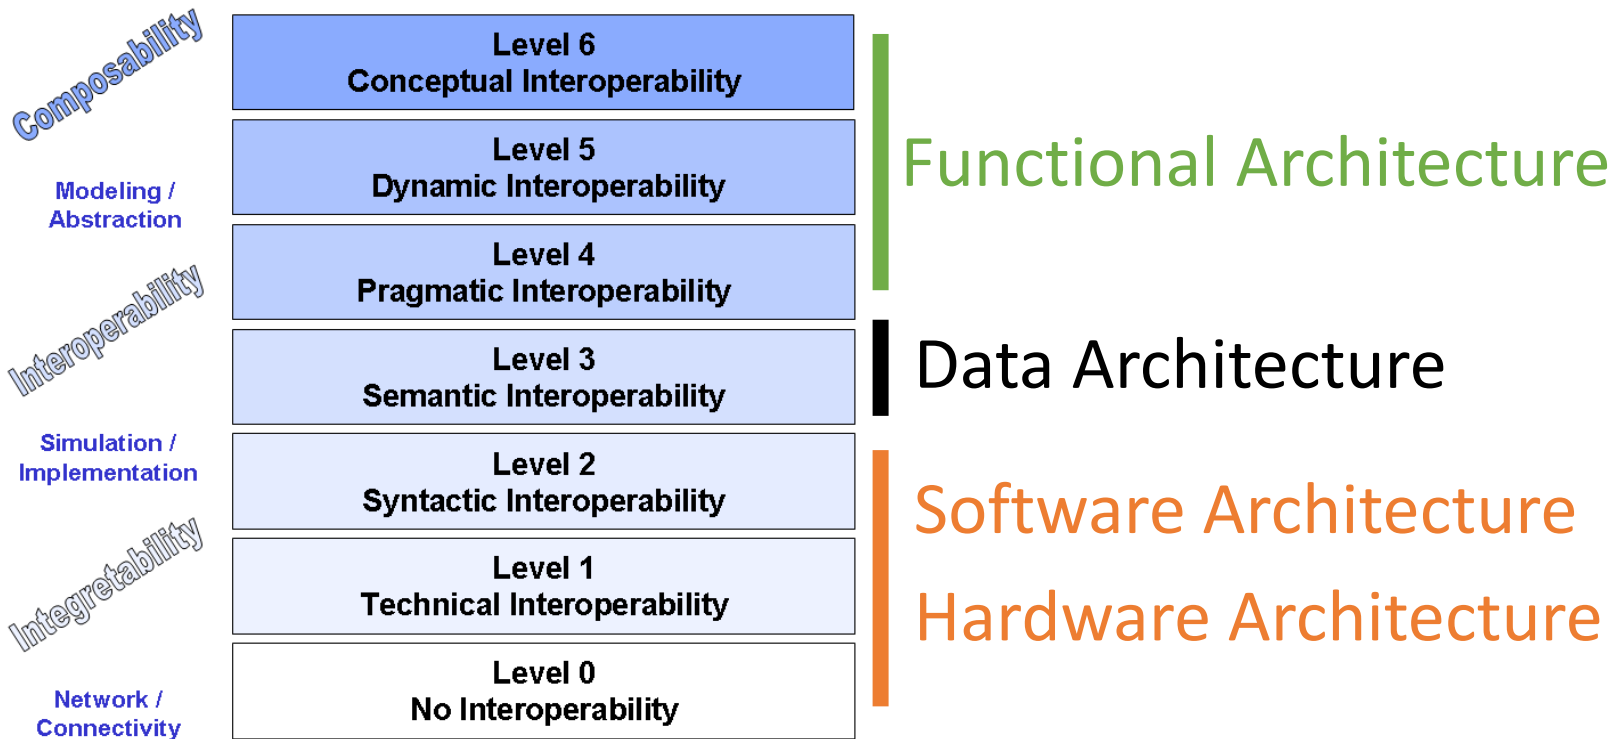 Composability
Modeling /
Abstraction
Interoperability
Simulation /
Implementation
Integretability
Network /
Connectivity
Level 6
Conceptual Interoperability
Level 5
Dynamic Interoperability
Level 4
Pragmatic Interoperability
Level 3
Semantic Interoperability
Level 2
Syntactic Interoperability
Level 1
Technical Interoperability
Level 0
No Interoperability
Functional Architecture
Data Architecture
Software Architecture
Hardware Architecture